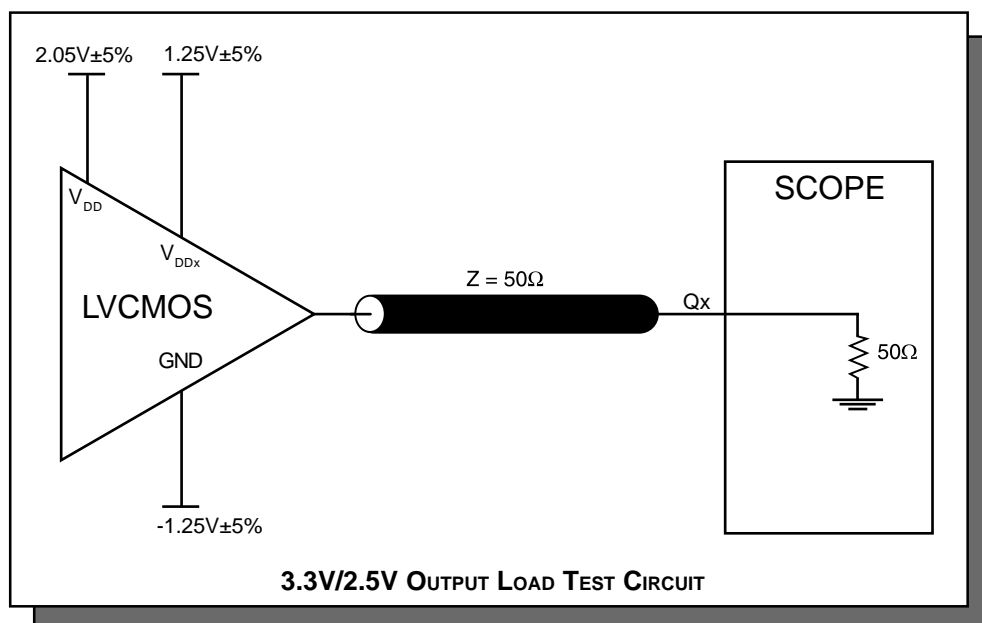 2.05V±5% 1.25V±5%
SCOPE
VDD
VDDx
Z = 50Ω
LVCMOS
Qx
GND
50Ω
-1.25V±5%
3.3V/2.5V OUTPUT LOAD TEST CIRCUIT